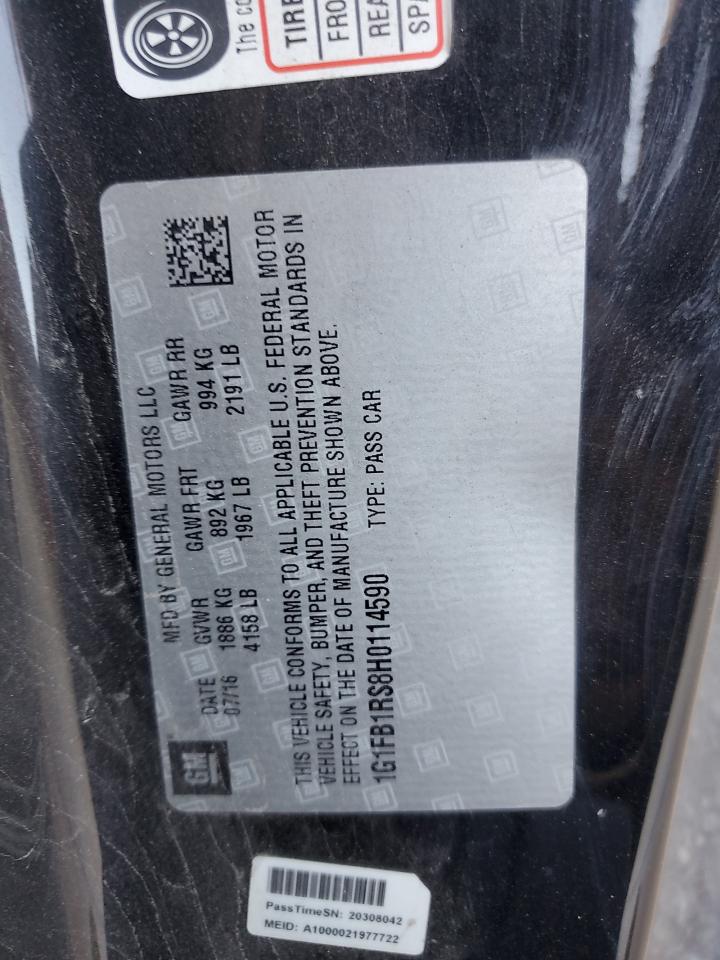 The co
TIRE
FRO
REA
SPA
MFD BY GENERAL MOTORS LLC
DATE GVWR GAWR FRT GAWR RR
07/16 1886 KG 892 KG 994 KG
4158 LB 1967 LB 2191 LB
GM
THIS VEHICLE CONFORMS TO ALL APPLICABLE U.S. FEDERAL MOTOR
VEHICLE SAFETY, BUMPER, AND THEFT PREVENTION STANDARDS IN
EFFECT ON THE DATE OF MANUFACTURE SHOWN ABOVE.
1G1FB1RS8H0114590 TYPE: PASS CAR
PassTimeSN: 20308042
MEID: A1000021977722